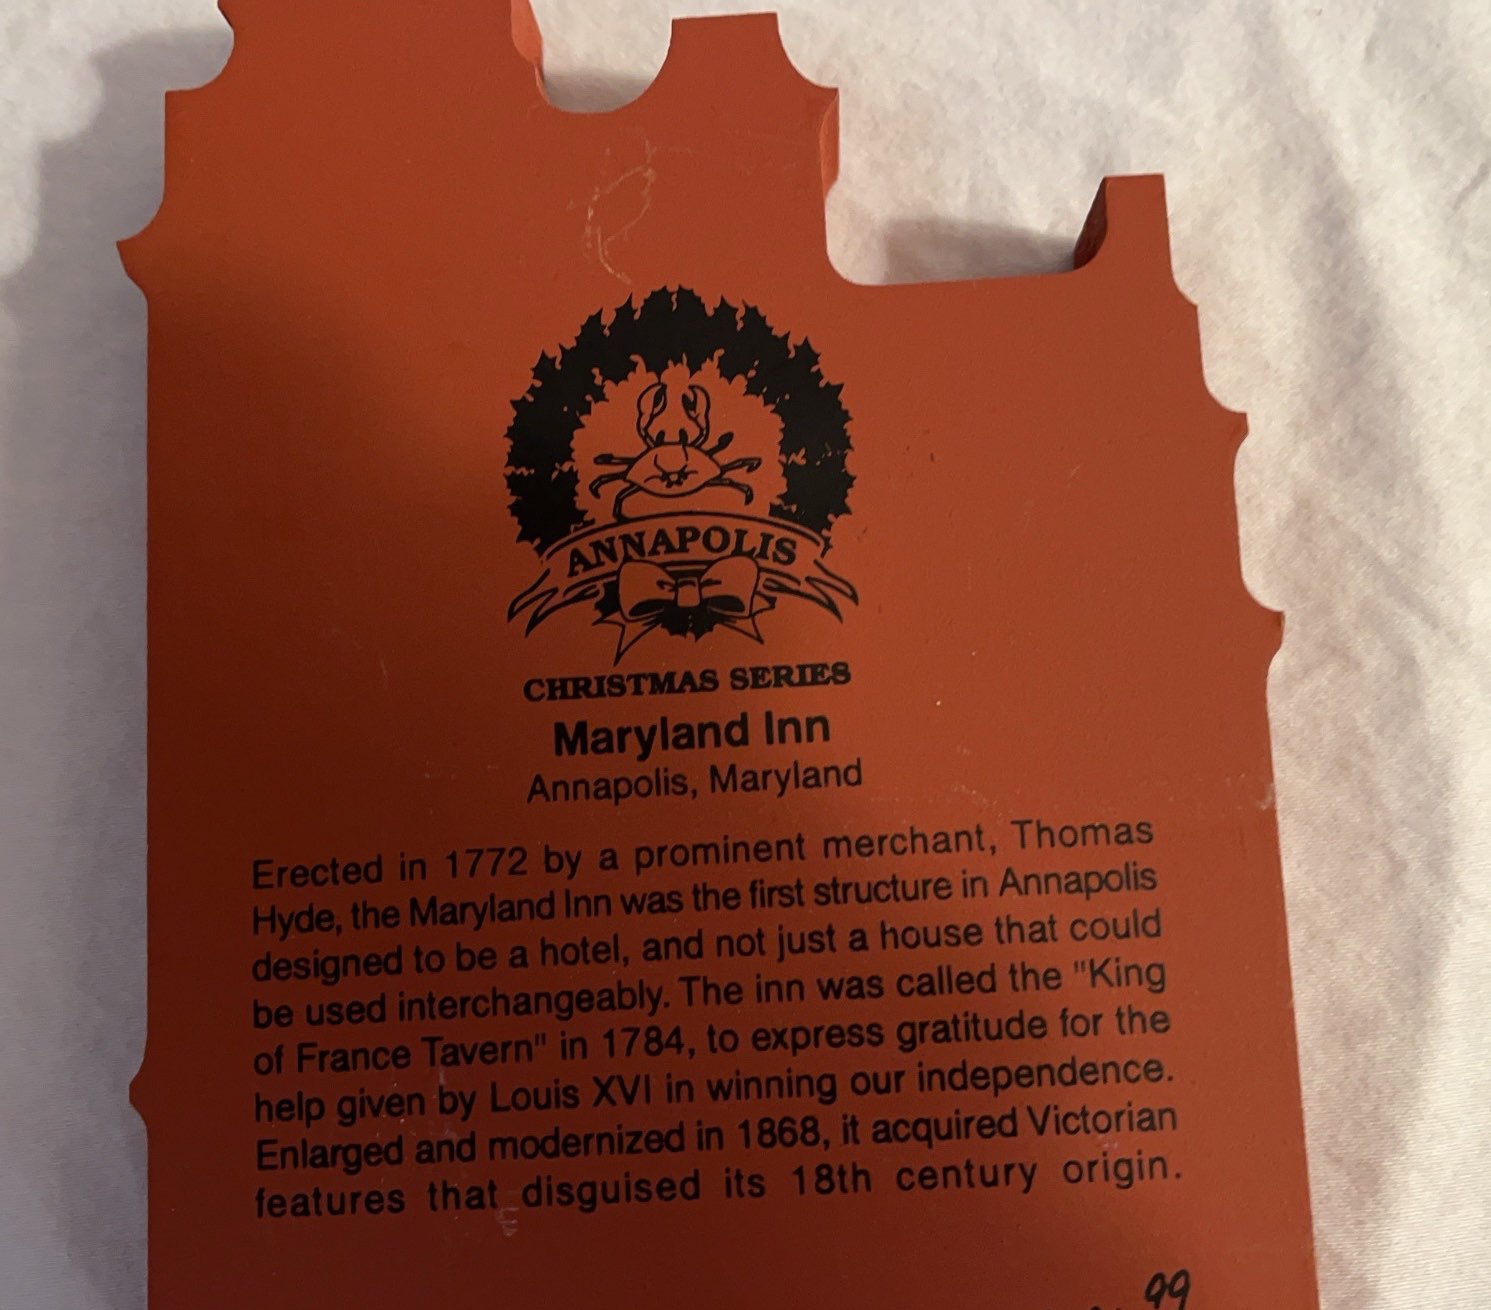 ANNAPOLIS
CHRISTMAS SERIES
Maryland Inn
Annapolis, Maryland
Erected in 1772 by a prominent merchant, Thomas
Hyde, the Maryland Inn was the first structure in Annapolis
designed to be a hotel, and not just a house that could
be used interchangeably. The inn was called the "King
of France Tavern" in 1784, to express gratitude for the
help given by Louis XVI in winning our independence.
Enlarged and modernized in 1868, it acquired Victorian
features that disguised its 18th century origin.
99